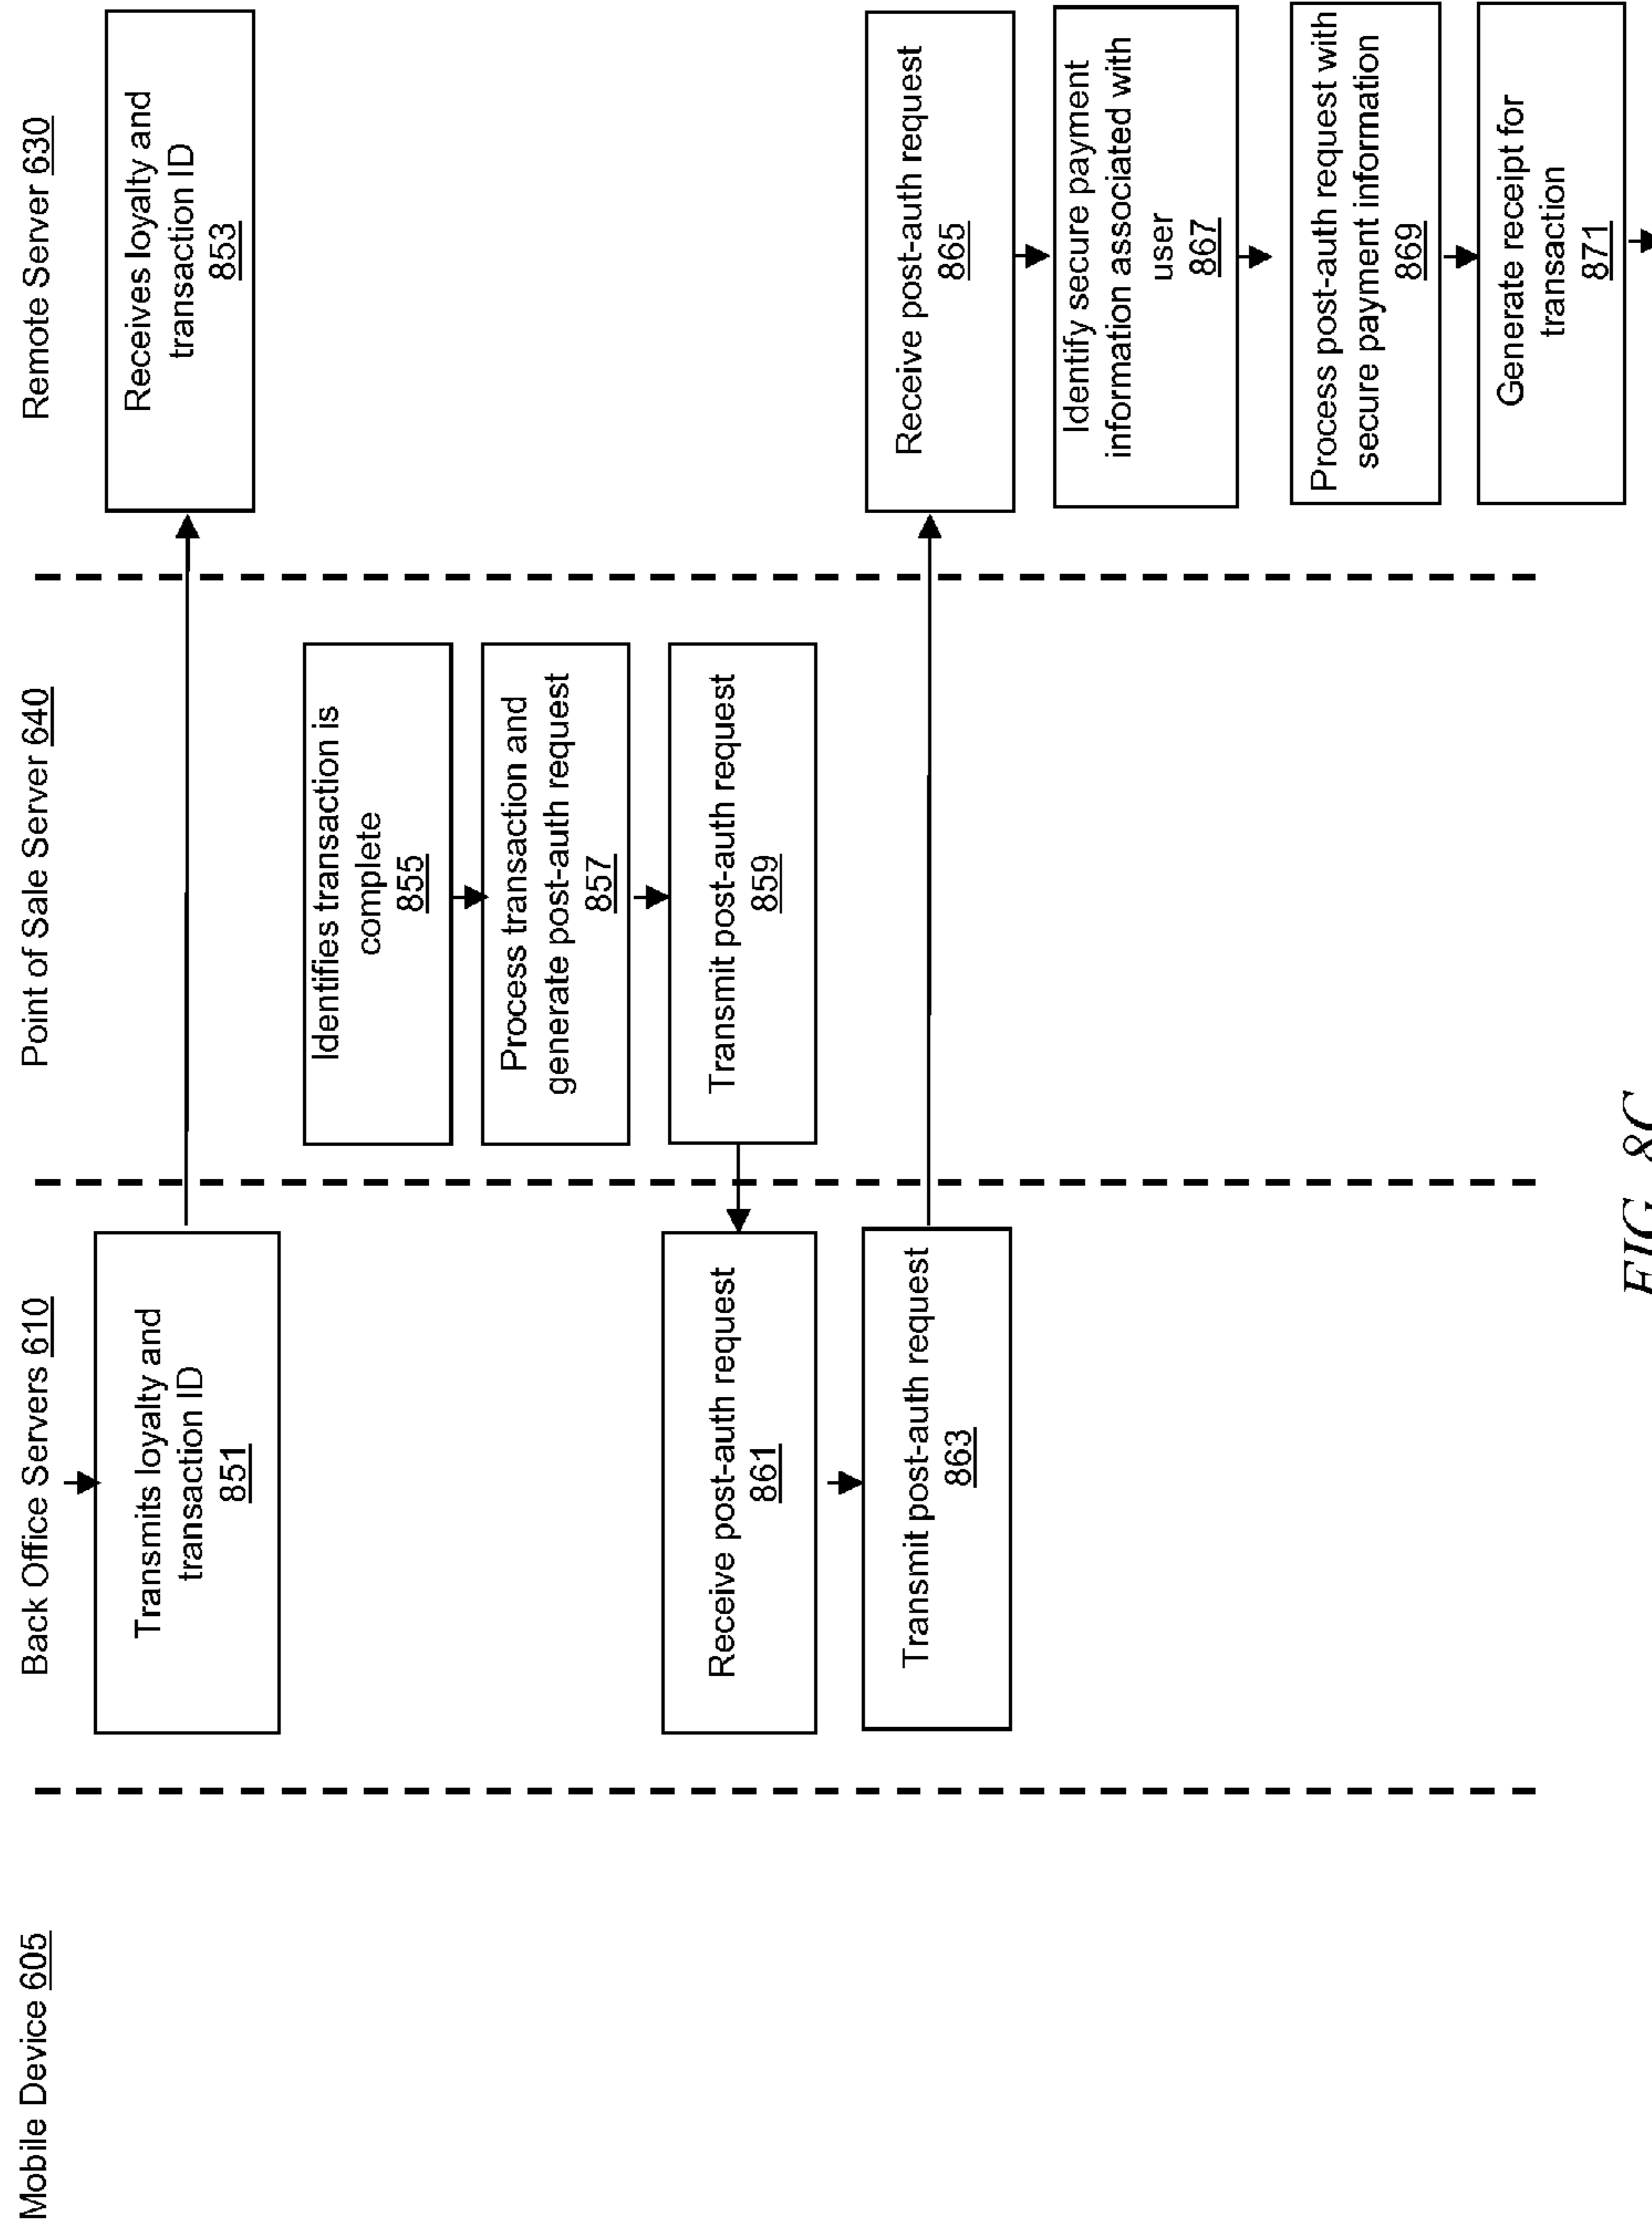 Mobile Device 605
Back Office Servers 610
Point of Sale Server 640
Remote Server 630
Transmits loyalty and
transaction ID
851
Receives loyalty and
transaction ID
853
Identifies transaction is
complete
855
Process transaction and
generate post-auth request
857
Transmit post-auth request
859
Receive post-auth request
861
Transmit post-auth request
863
Receive post-auth request
865
Identify secure payment
information associated with
user
867
Process post-auth request with
secure payment information
869
Generate receipt for
transaction
871
FIG. 8C